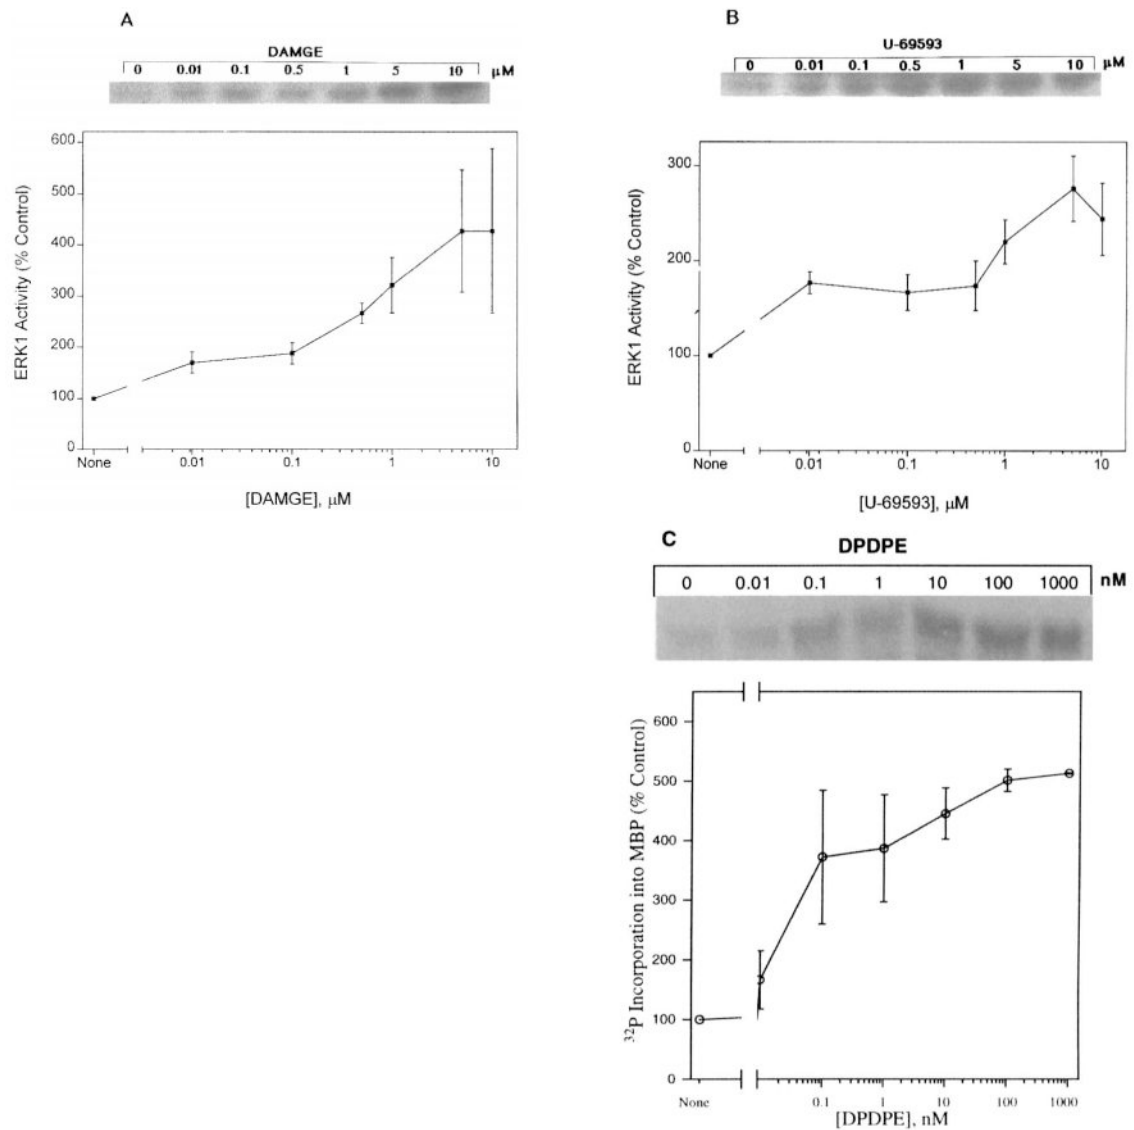 A
DAMGE
0 0.01 0.1 0.5 1 5 10 μM
600
500
400
300
200
100
0
ERK1 Activity (% Control)
None 0.01 0.1 1 10
[DAMGE], μM
B
U-69593
0 0.01 0.1 0.5 1 5 10 μM
300
200
100
0
ERK1 Activity (% Control)
None 0.01 0.1 1 10
[U-69593], μM
C
DPDPE
0 0.01 0.1 1 10 100 1000 nM
600
500
400
300
200
100
0
³²P Incorporation into MBP (% Control)
None 0.1 1 10 100 1000
[DPDPE], nM